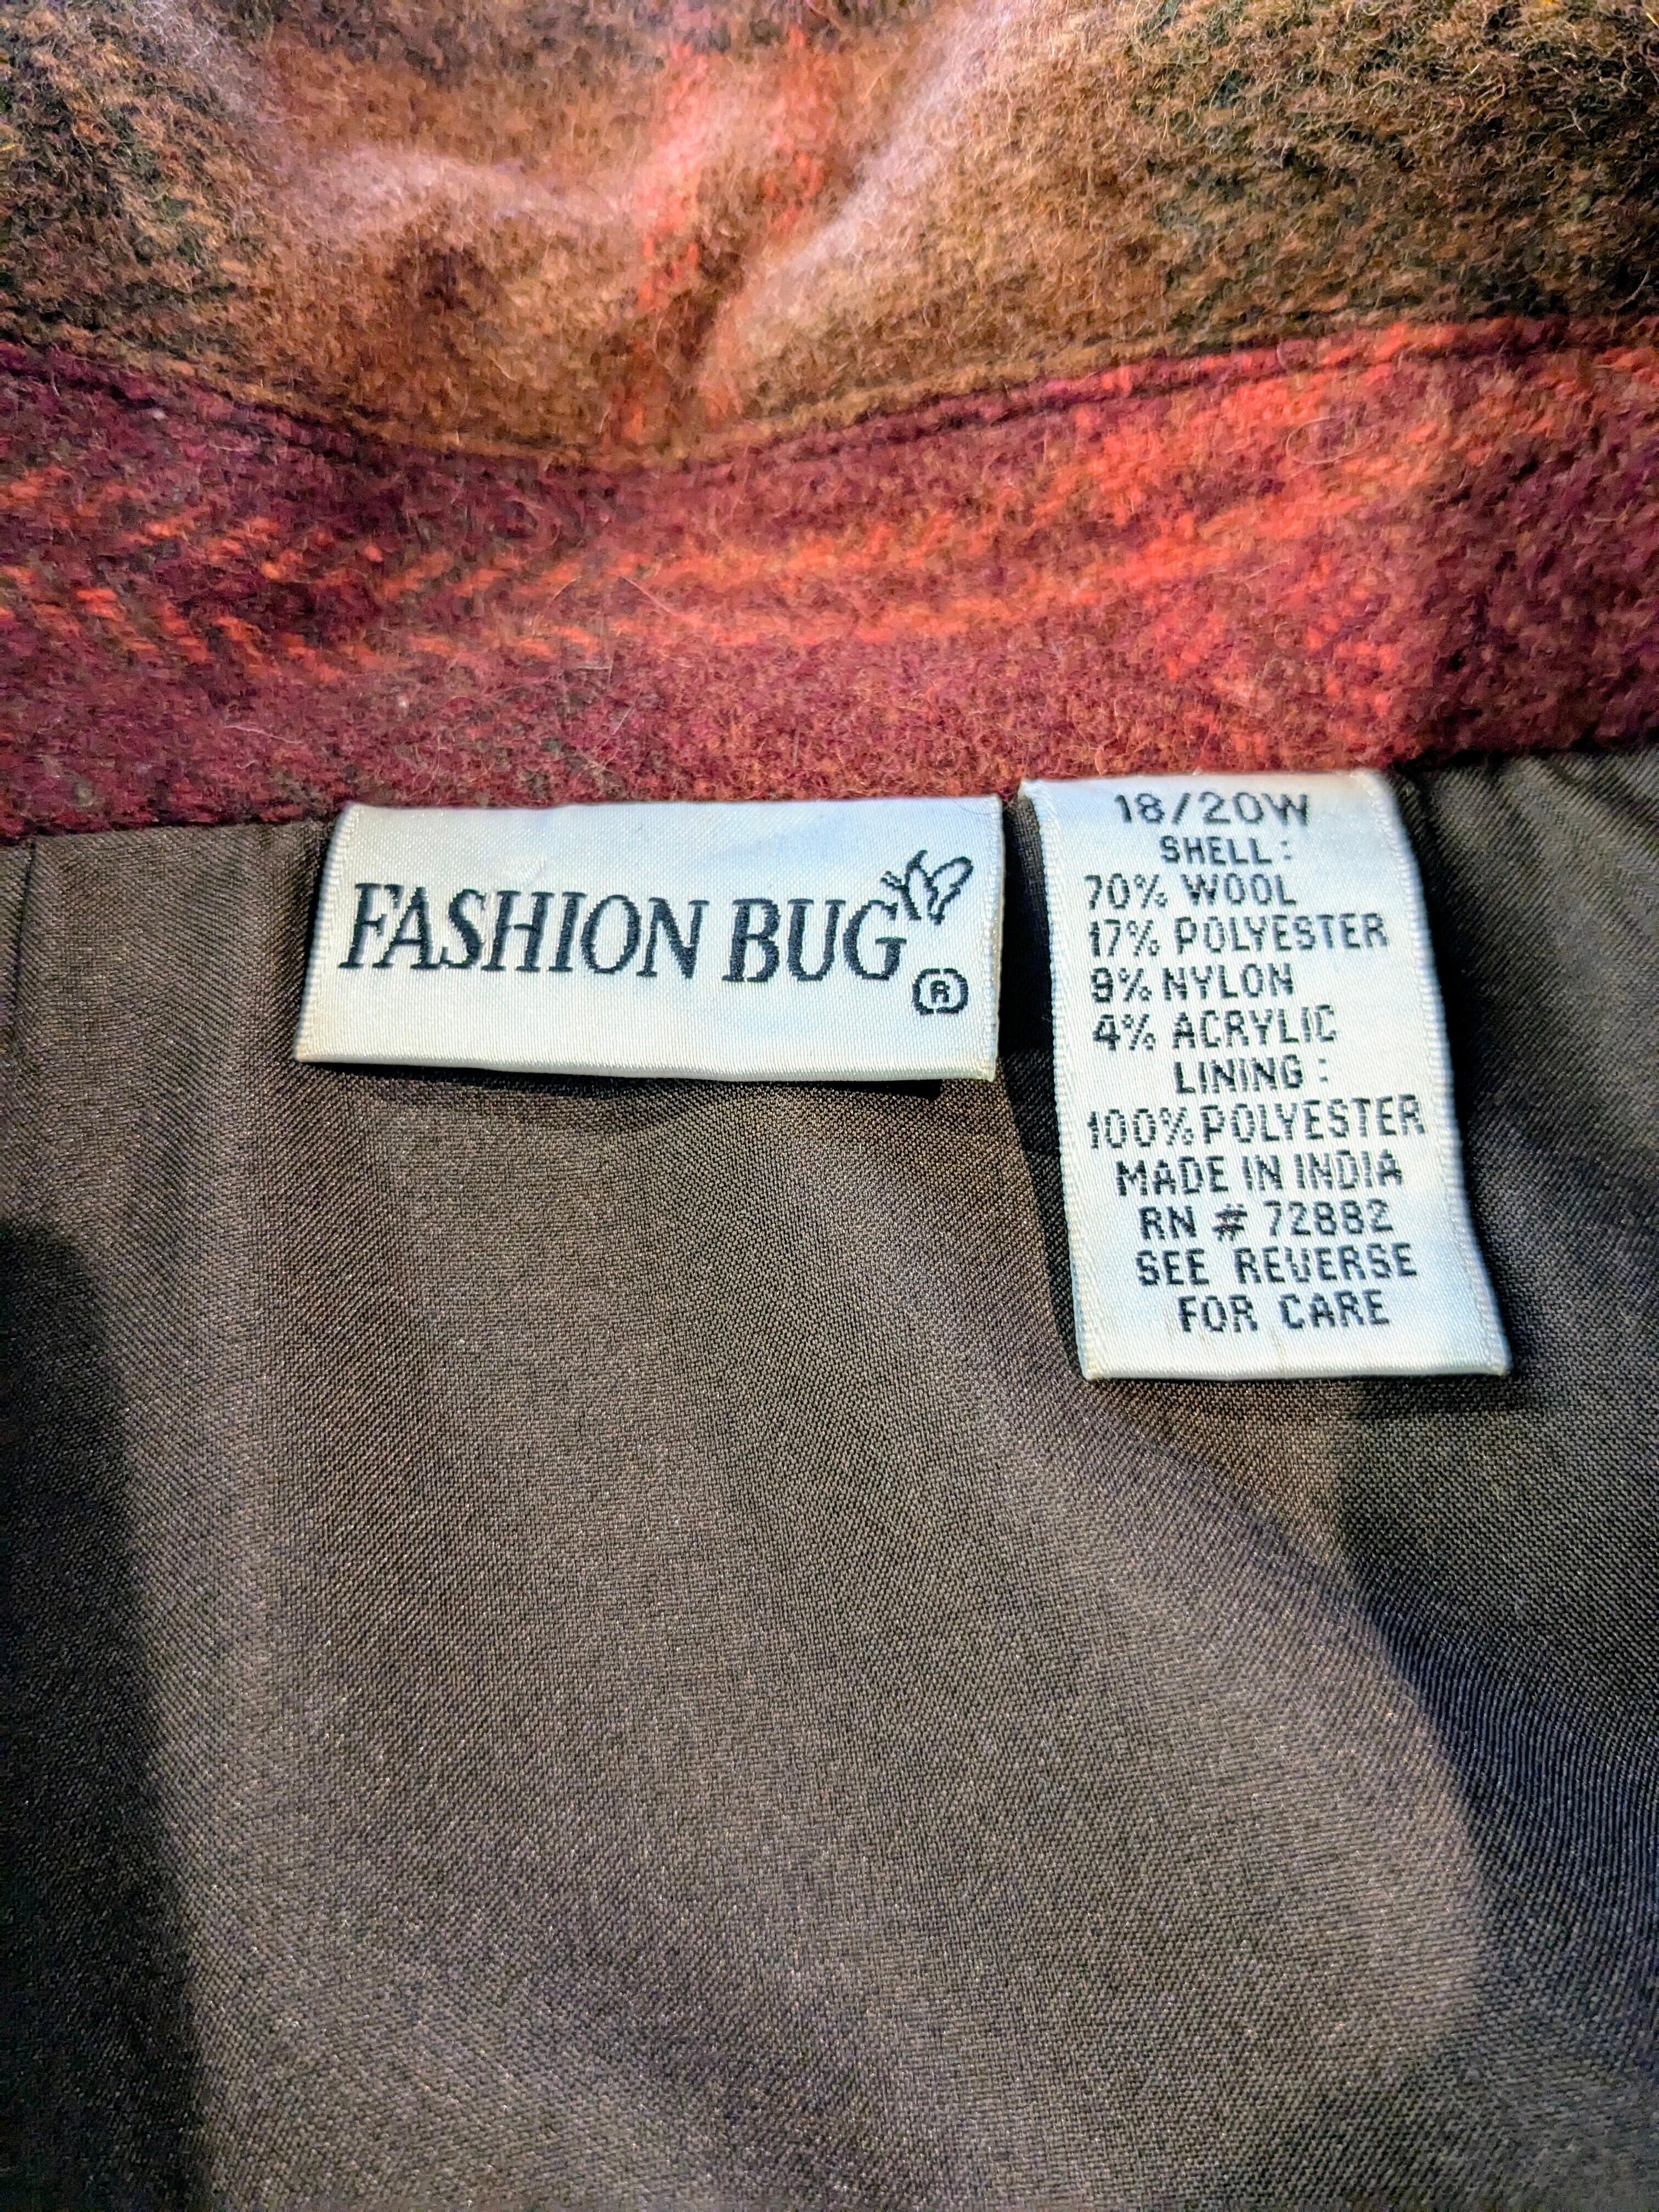 FASHION BUG
®
18/20W
SHELL:
70% WOOL
17% POLYESTER
9% NYLON
4% ACRYLIC
LINING:
100% POLYESTER
MADE IN INDIA
RN # 72882
SEE REVERSE
FOR CARE